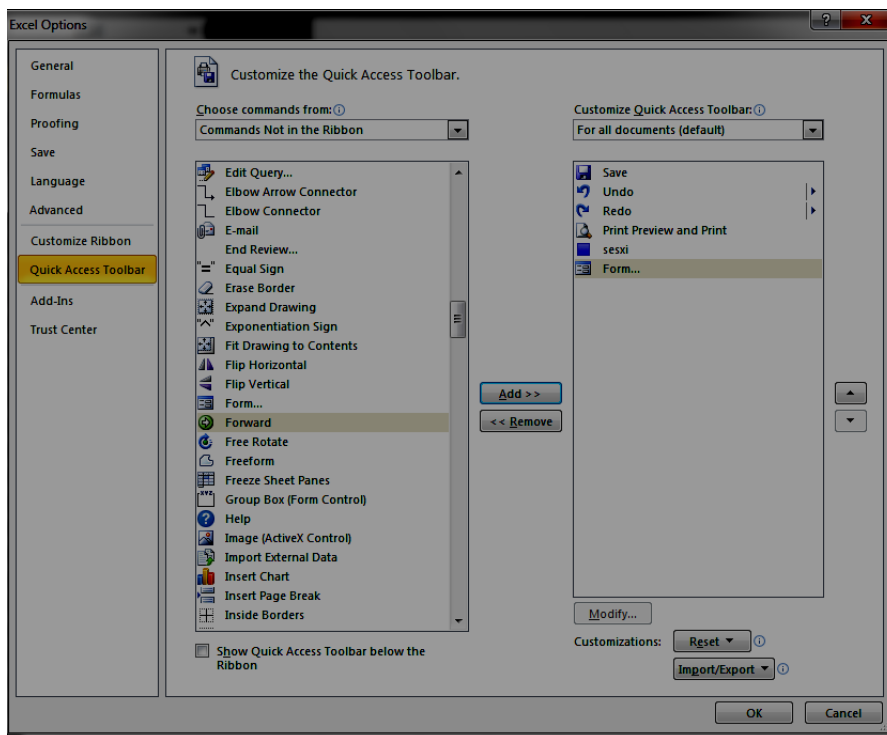 Excel Options
General
Formulas
Proofing
Save
Language
Advanced
Customize Ribbon
Quick Access Toolbar
Add-Ins
Trust Center
Customize the Quick Access Toolbar.
Choose commands from:
Commands Not in the Ribbon
Edit Query...
Elbow Arrow Connector
Elbow Connector
E-mail
End Review...
"=" Equal Sign
Erase Border
Expand Drawing
"^" Exponentiation Sign
Fit Drawing to Contents
Flip Horizontal
Flip Vertical
Form...
Forward
Free Rotate
Freeform
Freeze Sheet Panes
XYZ Group Box (Form Control)
Help
Image (ActiveX Control)
Import External Data
Insert Chart
Insert Page Break
Inside Borders
Show Quick Access Toolbar below the
Ribbon
Add >>
<< Remove
Customize Quick Access Toolbar:
For all documents (default)
Save
Undo
Redo
Print Preview and Print
sesxi
Form...
Modify...
Customizations: Reset
Import/Export
OK Cancel